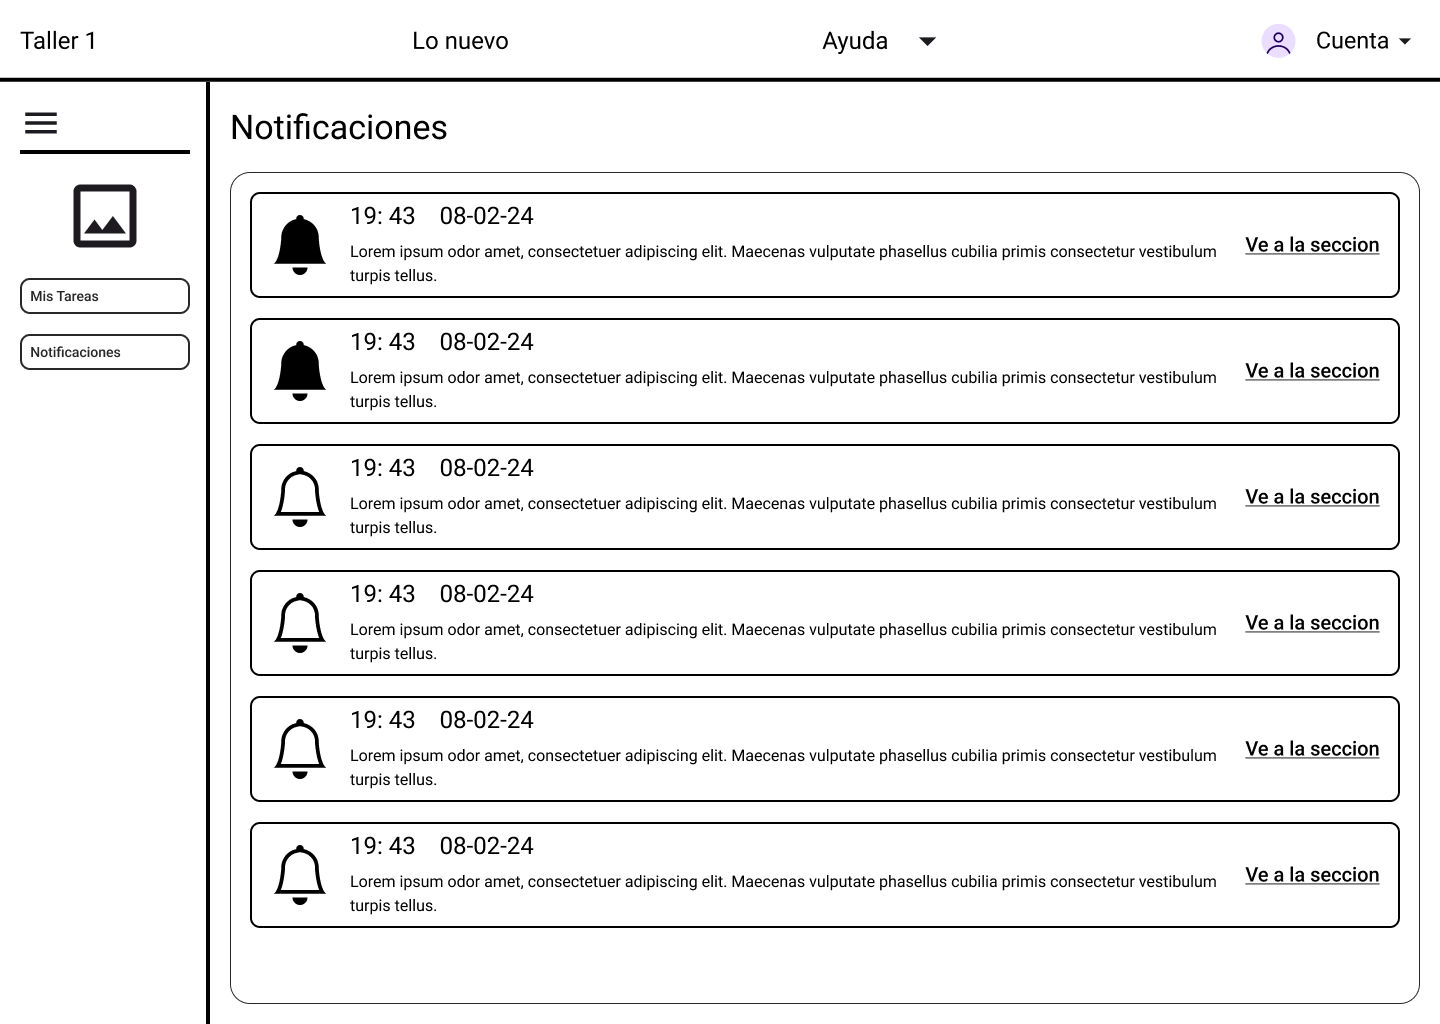 Taller 1
Lo nuevo
Ayuda
Cuenta
Notificaciones
Mis Tareas
Notificaciones
19: 43 08-02-24
Lorem ipsum odor amet, consectetuer adipiscing elit. Maecenas vulputate phasellus cubilia primis consectetur vestibulum
turpis tellus.
Ve a la seccion
19: 43 08-02-24
Lorem ipsum odor amet, consectetuer adipiscing elit. Maecenas vulputate phasellus cubilia primis consectetur vestibulum
turpis tellus.
Ve a la seccion
19: 43 08-02-24
Lorem ipsum odor amet, consectetuer adipiscing elit. Maecenas vulputate phasellus cubilia primis consectetur vestibulum
turpis tellus.
Ve a la seccion
19: 43 08-02-24
Lorem ipsum odor amet, consectetuer adipiscing elit. Maecenas vulputate phasellus cubilia primis consectetur vestibulum
turpis tellus.
Ve a la seccion
19: 43 08-02-24
Lorem ipsum odor amet, consectetuer adipiscing elit. Maecenas vulputate phasellus cubilia primis consectetur vestibulum
turpis tellus.
Ve a la seccion
19: 43 08-02-24
Lorem ipsum odor amet, consectetuer adipiscing elit. Maecenas vulputate phasellus cubilia primis consectetur vestibulum
turpis tellus.
Ve a la seccion